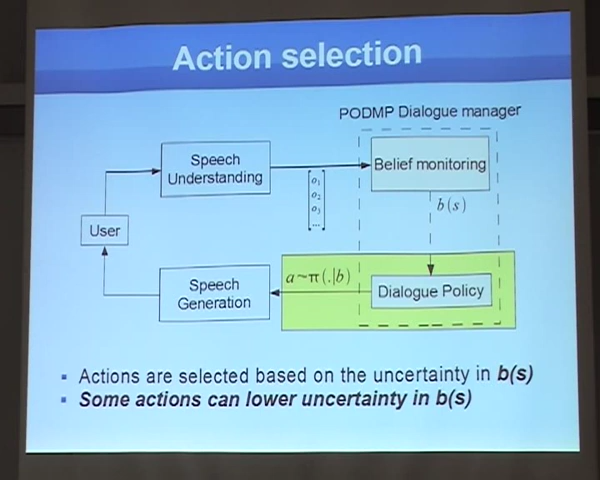 Action selection
PODMP Dialogue manager
Speech
Understanding
Belief monitoring
o1
o2
o3
...
b(s)
User
Speech
Generation
a~π(.|b)
Dialogue Policy
▪ Actions are selected based on the uncertainty in b(s)
▪ Some actions can lower uncertainty in b(s)